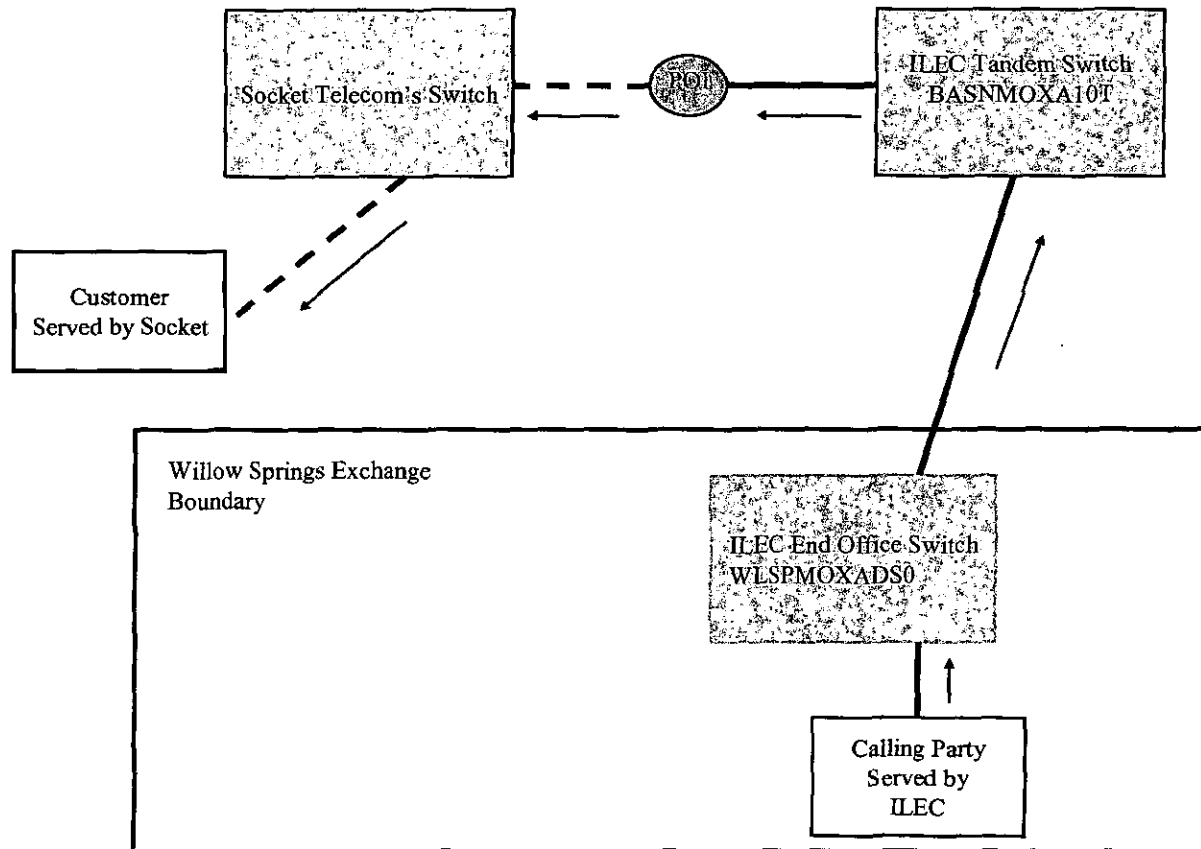 Socket Telecom's Switch
POI
ILEC Tandem Switch
BASNMOXA10T
Customer
Served by Socket
Willow Springs Exchange
Boundary
ILEC End Office Switch
WLSPMOXADS0
Calling Party
Served by
ILEC